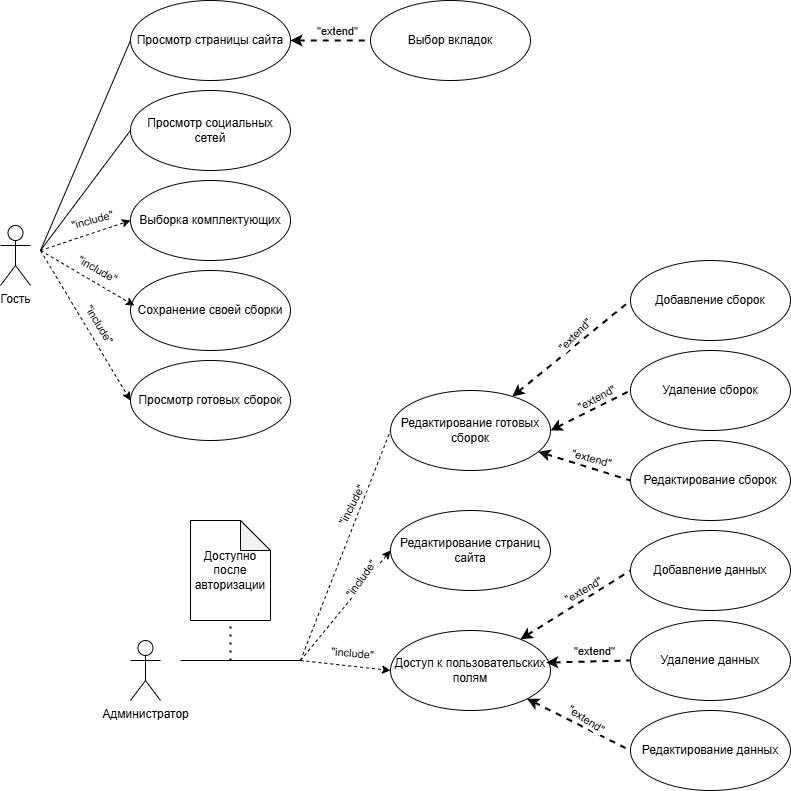 Просмотр страницы сайта
"extend"
Выбор вкладок
Просмотр социальных
сетей
"include"
Выборка комплектующих
Гость
"include"
Сохранение своей сборки
"include"
Просмотр готовых сборок
Добавление сборок
"extend"
Удаление сборок
"extend"
Редактирование готовых
сборок
"extend"
Редактирование сборок
"include"
Редактирование страниц
сайта
"include"
Доступно
после
авторизации
Добавление данных
"extend"
"include"
Доступ к пользовательских
полям
"extend"
Удаление данных
Администратор
"extend"
Редактирование данных